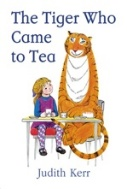 The Tiger Who
Came to Tea
Judith Kerr